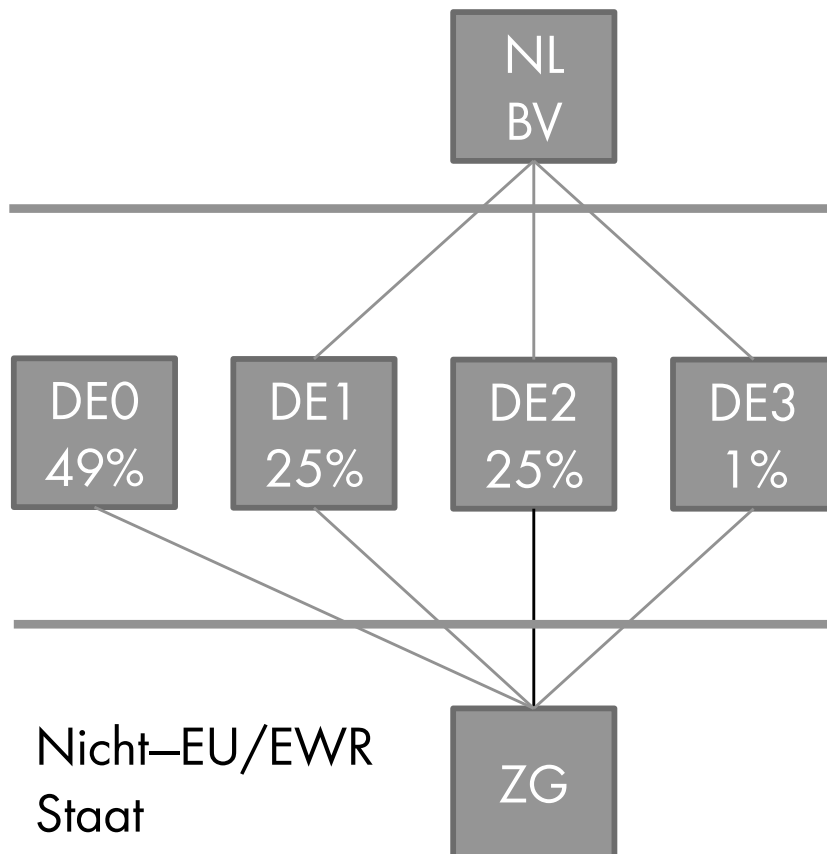 NL
BV
DE0
49%
DE1
25%
DE2
25%
DE3
1%
Nicht–EU/EWR
Staat
ZG